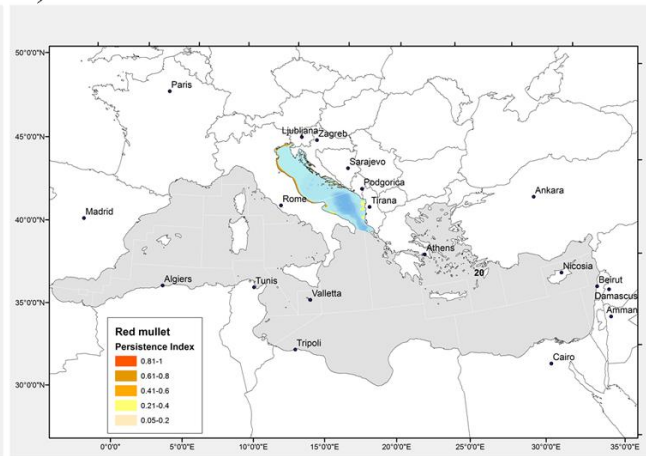 50°0'0"N
Paris
45°0'0"N
Ljubliana Zagreb
Sarajevo
Podgorica
Ankara
Rome
Tirana
Madrid
40°0'0"N
Athens
20
Nicosia
Algiers
Tunis
Beirut
Damascus
Valletta
35°0'0"N
Amman
Red mullet
Persistence Index
Tripoli
0.81-1
Cairo
0.61-0.8
30°0'0"N
0.41-0.6
0.21-0.4
0.05-0.2
0°0'0"E
5°0'0"E
10°0'0"E
15°0'0"E
20°0'0"E
25°0'0"E
30°0'0"E
35°0'0"E